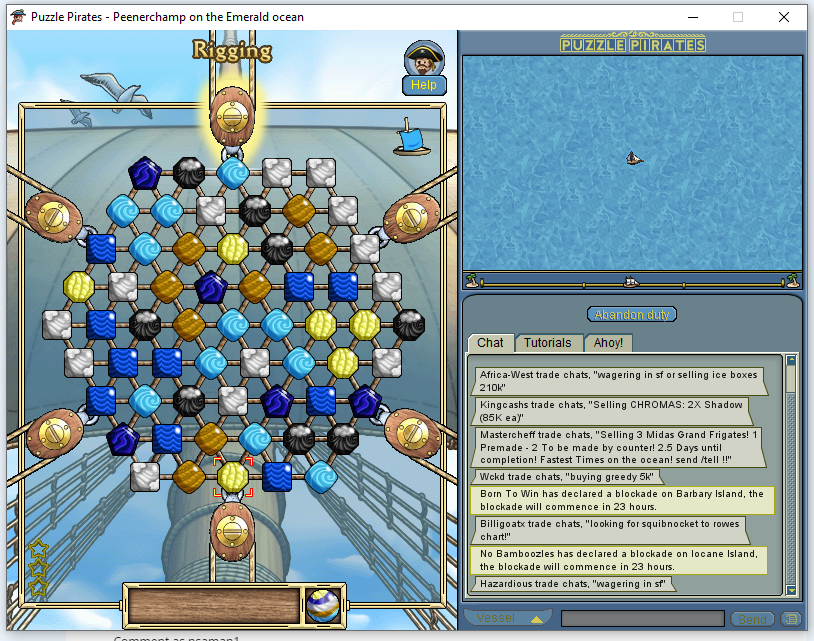 Puzzle Pirates - Peenerchamp on the Emerald ocean
Rigging
Help
PUZZLE PIRATES
Abandon duty
Chat
Tutorials
Ahoy!
Africa-West trade chats, "wagering in sf or selling ice boxes
210k"
Kingcashs trade chats, "Selling CHROMAS: 2X Shadow
(85K ea)"
Mastercheff trade chats, "Selling 3 Midas Grand Frigates! 1
Premade - 2 To be made by counter! 2.5 Days until
completion! Fastest Times on the ocean! send /tell !!"
Wckd trade chats, "buying greedy 5k"
Born To Win has declared a blockade on Barbary Island, the
blockade will commence in 23 hours.
Billigoatx trade chats, "looking for squibnocket to rowes
chart!"
No Bamboozles has declared a blockade on Iocane Island,
the blockade will commence in 23 hours.
Hazardious trade chats, "wagering in sf"
Vessel
Send